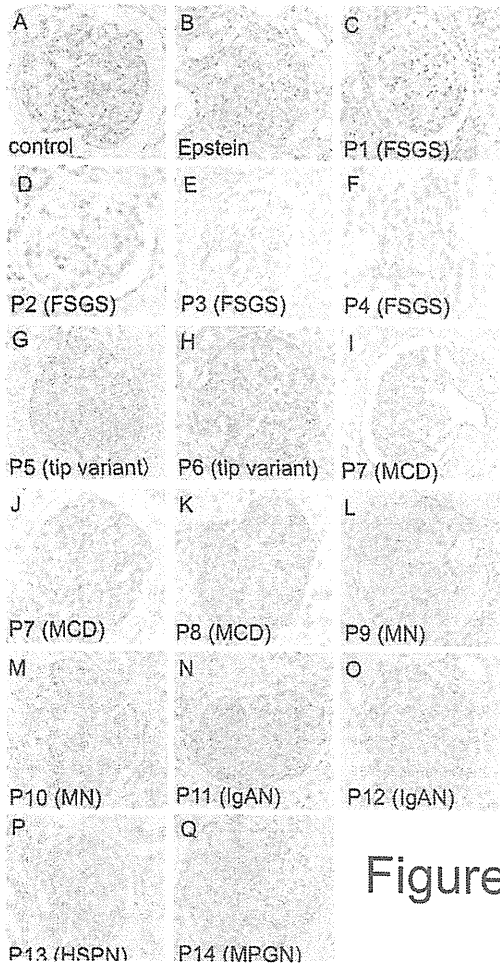 A B C
control Epstein P1 (FSGS)
D E F
P2 (FSGS) P3 (FSGS) P4 (FSGS)
G H I
P5 (tip variant) P6 (tip variant) P7 (MCD)
J K L
P7 (MCD) P8 (MCD) P9 (MN)
M N O
P10 (MN) P11 (IgAN) P12 (IgAN)
P Q
P13 (HSPN) P14 (MPGN)
Figure